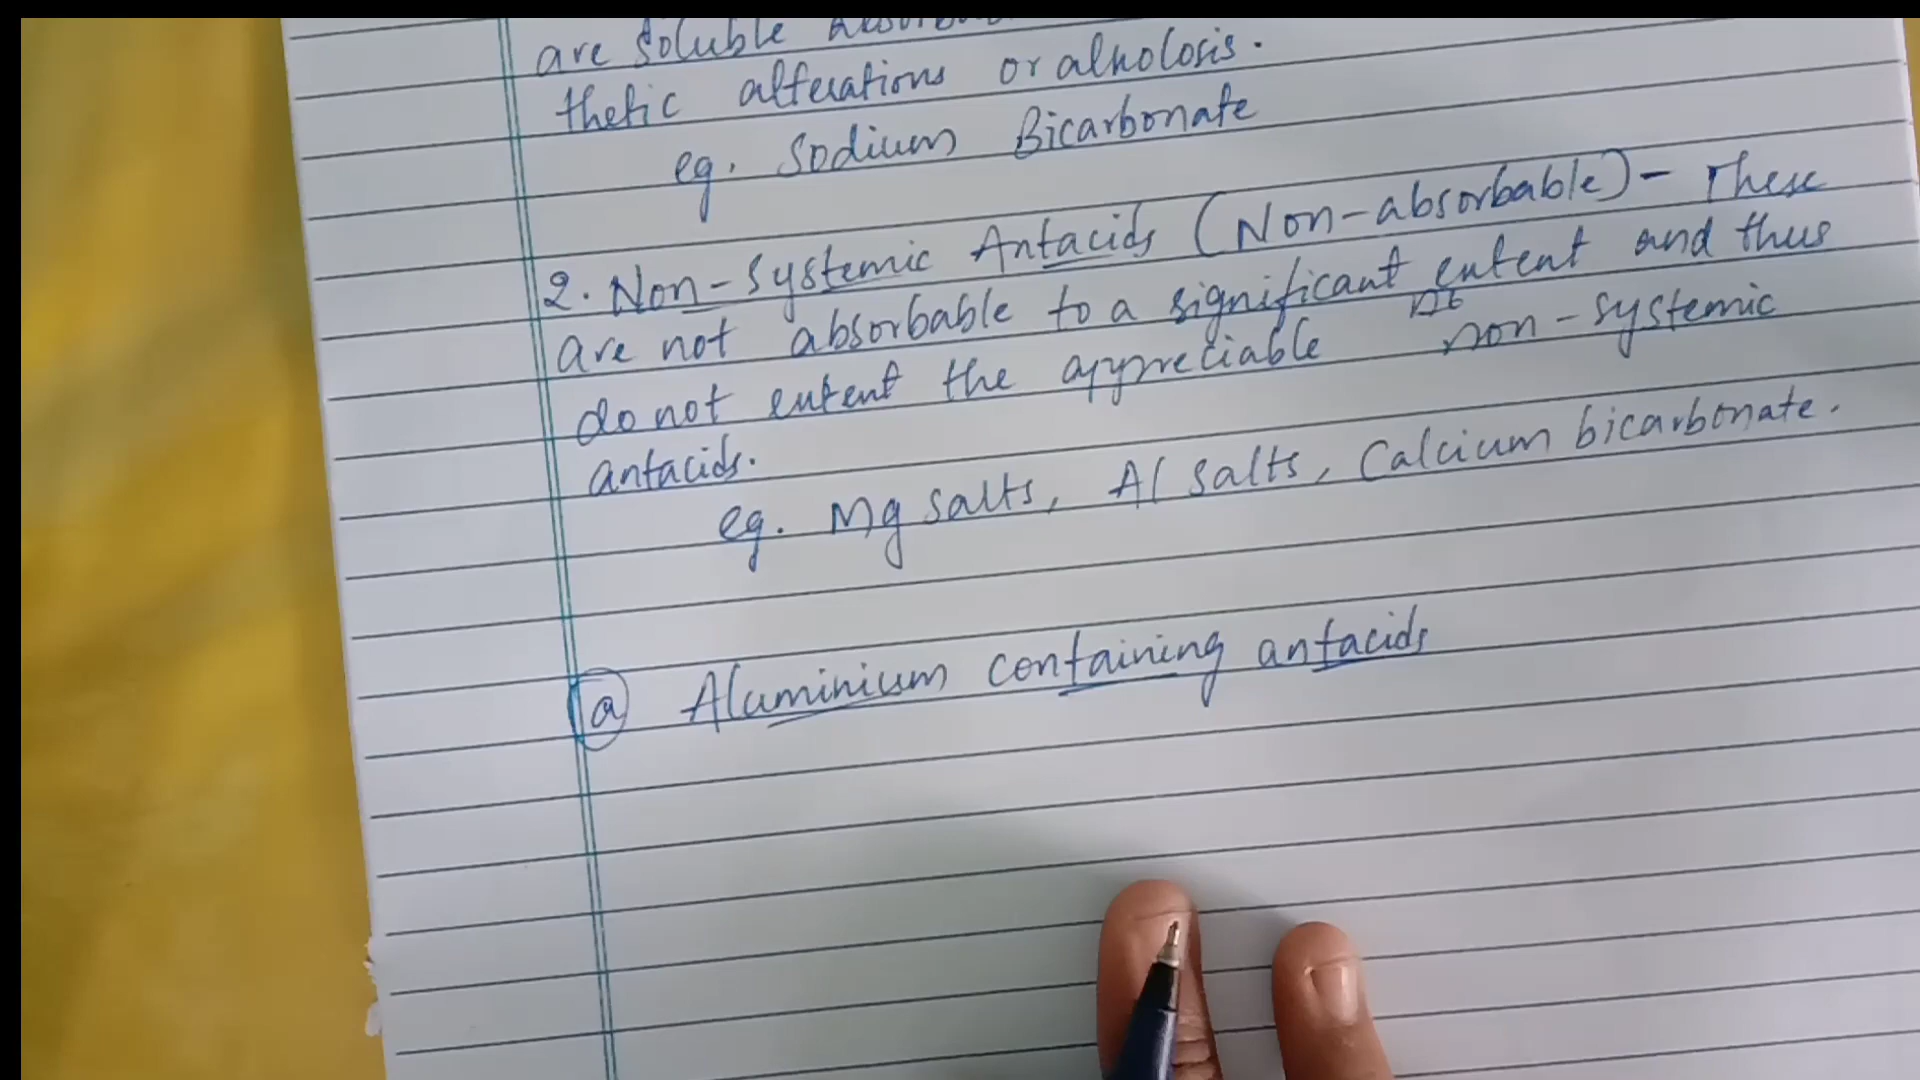 are soluble
thetic alterations or alkolosis.
eg. Sodium Bicarbonate
2. Non-Systemic Antacids (Non-absorbable) - These
are not absorbable to a significant extent and thus
do not extent the appreciable non-systemic
antacids.
eg. Mg salts, Al salts, Calcium bicarbonate.
(a) Aluminium containing antacids